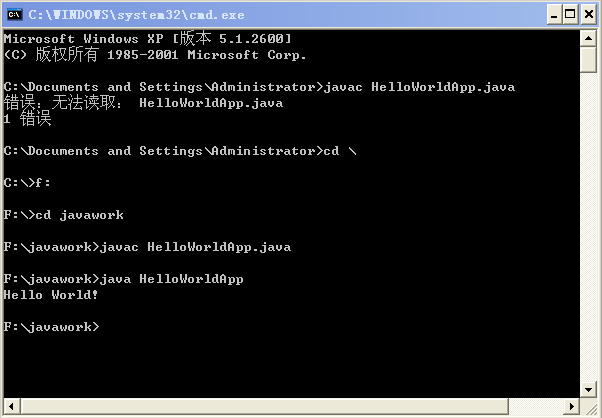 C:\WINDOWS\system32\cmd.exe
Microsoft Windows XP [版本 5.1.2600]
(C) 版权所有 1985-2001 Microsoft Corp.
C:\Documents and Settings\Administrator>javac HelloWorldApp.java
错误: 无法读取: HelloWorldApp.java
1 错误
C:\Documents and Settings\Administrator>cd \
C:\>f:
F:\>cd javawork
F:\javawork>javac HelloWorldApp.java
F:\javawork>java HelloWorldApp
Hello World!
F:\javawork>